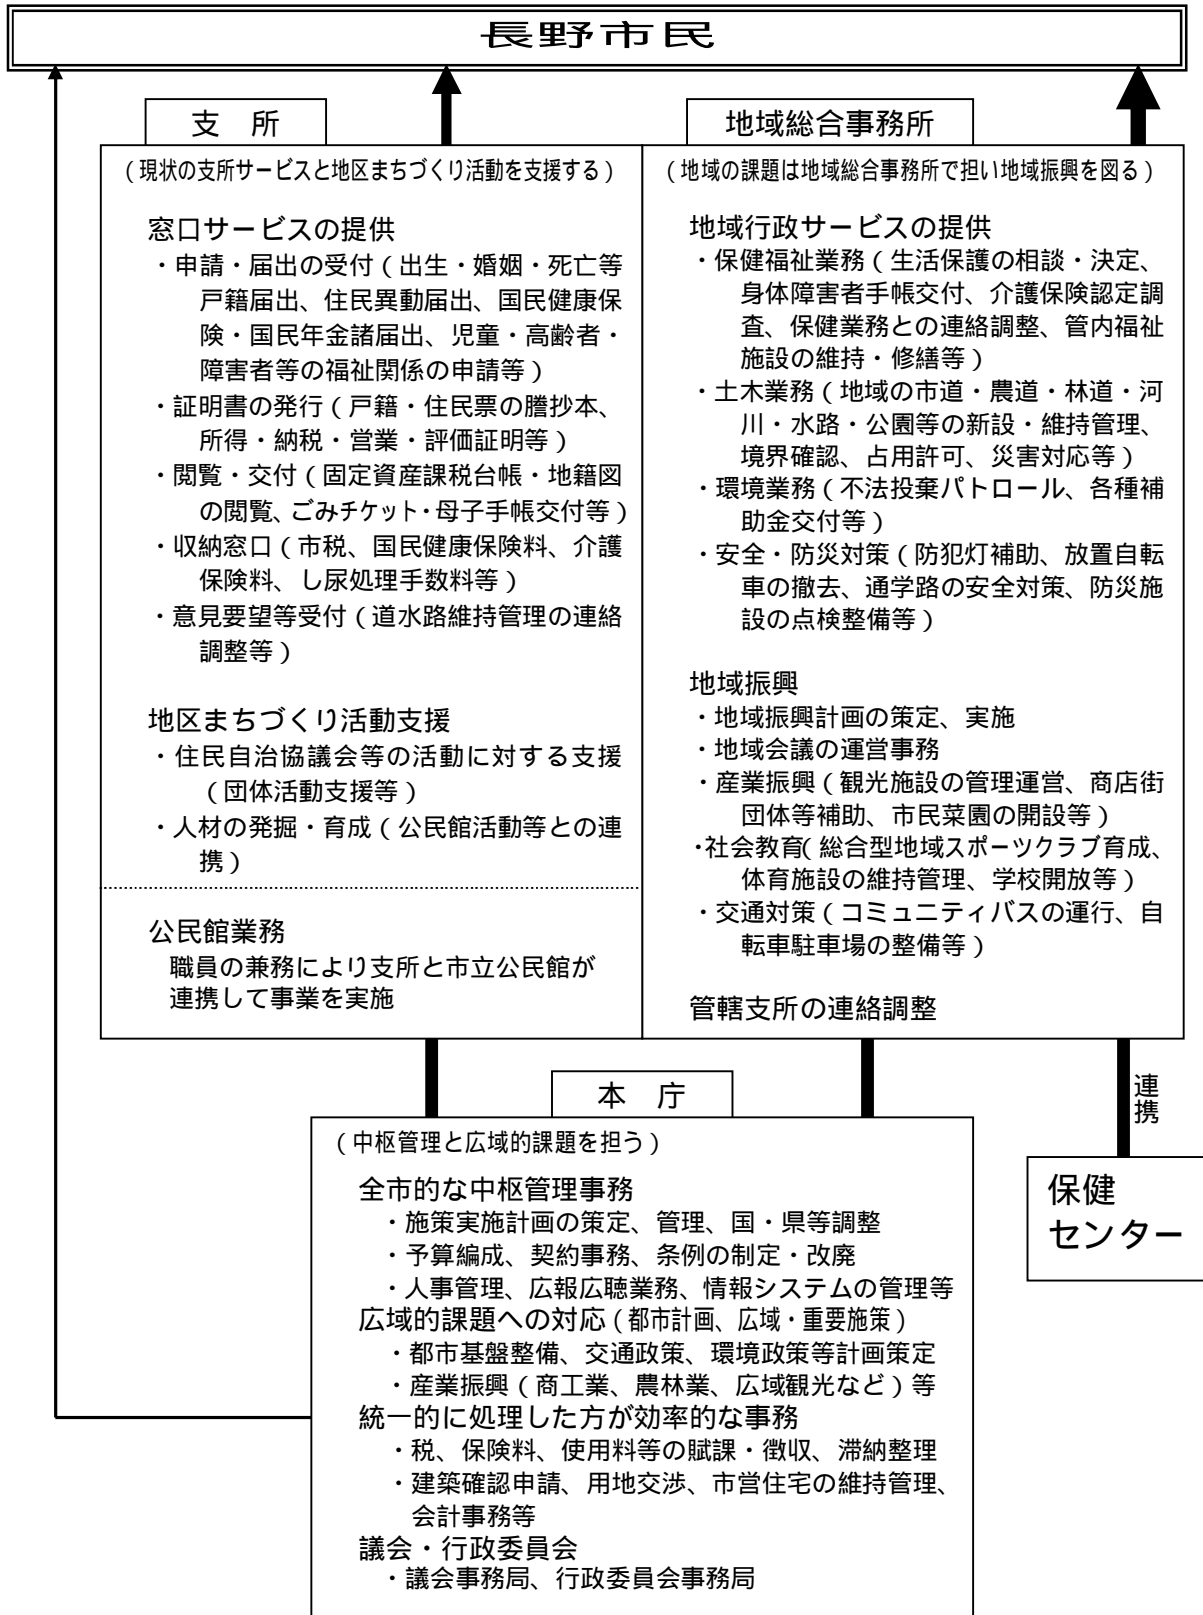 長野市民
支　所
（現状の支所サービスと地区まちづくり活動を支援する）
窓口サービスの提供
・申請・届出の受付（出生・婚姻・死亡等
戸籍届出、住民異動届出、国民健康保
険・国民年金諸届出、児童・高齢者・
障害者等の福祉関係の申請等）
・証明書の発行（戸籍・住民票の謄抄本、
所得・納税・営業・評価証明等）
・閲覧・交付（固定資産課税台帳・地籍図
の閲覧、ごみチケット・母子手帳交付等）
・収納窓口（市税、国民健康保険料、介護
保険料、し尿処理手数料等）
・意見要望等受付（道水路維持管理の連絡
調整等）
地区まちづくり活動支援
・住民自治協議会等の活動に対する支援
（団体活動支援等）
・人材の発掘・育成（公民館活動等との連
携）
公民館業務
職員の兼務により支所と市立公民館が
連携して事業を実施
地域総合事務所
（地域の課題は地域総合事務所で担い地域振興を図る）
地域行政サービスの提供
・保健福祉業務（生活保護の相談・決定、
身体障害者手帳交付、介護保険認定調
査、保健業務との連絡調整、管内福祉
施設の維持・修繕等）
・土木業務（地域の市道・農道・林道・河
川・水路・公園等の新設・維持管理、
境界確認、占用許可、災害対応等）
・環境業務（不法投棄パトロール、各種補
助金交付等）
・安全・防災対策（防犯灯補助、放置自転
車の撤去、通学路の安全対策、防災施
設の点検整備等）
地域振興
・地域振興計画の策定、実施
・地域会議の運営事務
・産業振興（観光施設の管理運営、商店街
団体等補助、市民菜園の開設等）
・社会教育（総合型地域スポーツクラブ育成、
体育施設の維持管理、学校開放等）
・交通対策（コミュニティバスの運行、自
転車駐車場の整備等）
管轄支所の連絡調整
連携
保健
センター
本　庁
（中枢管理と広域的課題を担う）
全市的な中枢管理事務
・施策実施計画の策定、管理、国・県等調整
・予算編成、契約事務、条例の制定・改廃
・人事管理、広報広聴業務、情報システムの管理等
広域的課題への対応（都市計画、広域・重要施策）
・都市基盤整備、交通政策、環境政策等計画策定
・産業振興（商工業、農林業、広域観光など）等
統一的に処理した方が効率的な事務
・税、保険料、使用料等の賦課・徴収、滞納整理
・建築確認申請、用地交渉、市営住宅の維持管理、
会計事務等
議会・行政委員会
・議会事務局、行政委員会事務局